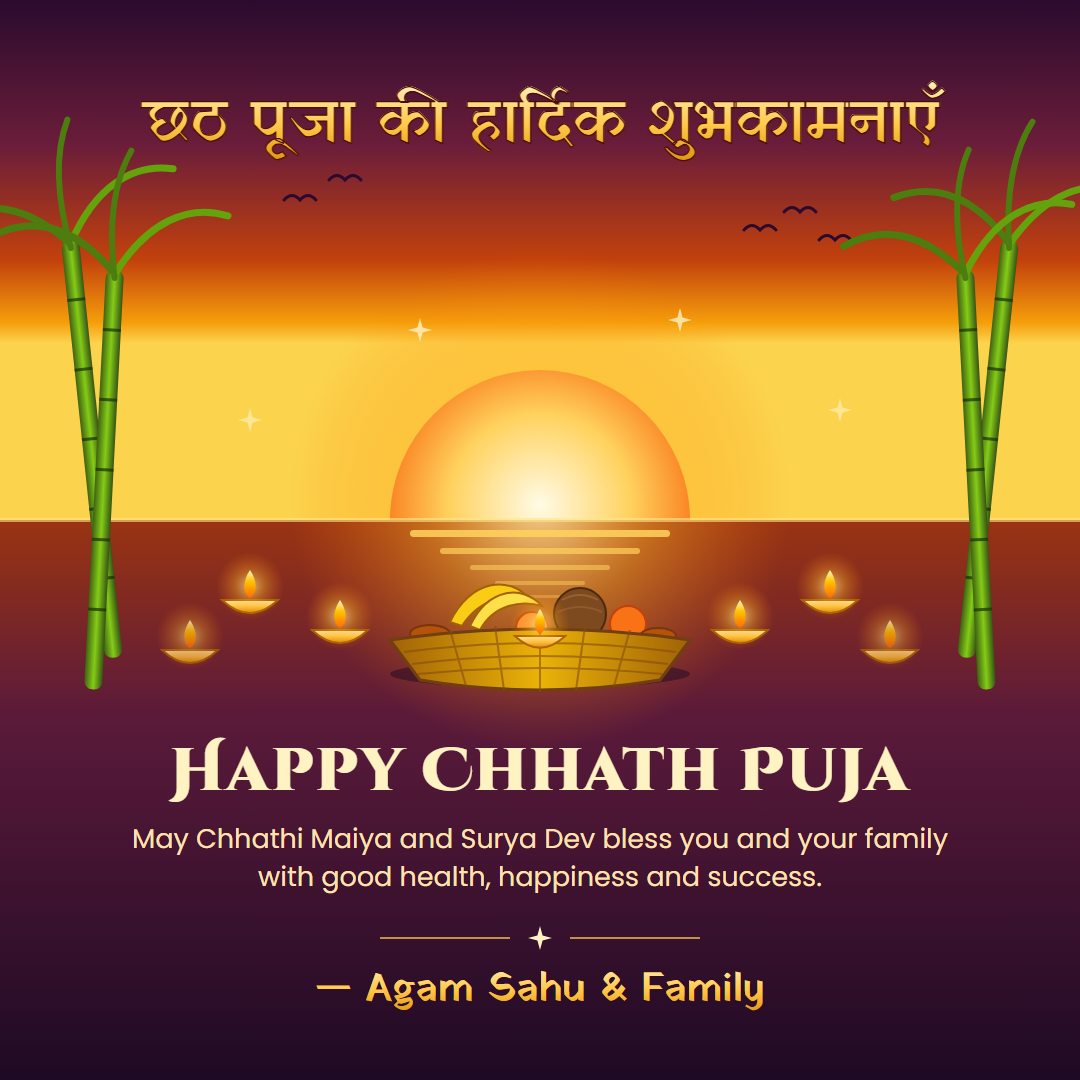 छठ पूजा की हार्दिक शुभकामनाएँ
Happy Chhath Puja
May Chhathi Maiya and Surya Dev bless you and your family
with good health, happiness and success.
— Agam Sahu & Family